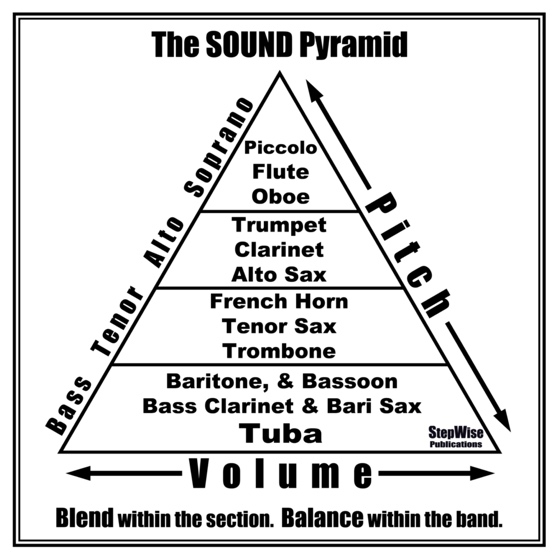 The SOUND Pyramid
Soprano
Alto
Tenor
Bass
Pitch
Piccolo
Flute
Oboe
Trumpet
Clarinet
Alto Sax
French Horn
Tenor Sax
Trombone
Baritone, & Bassoon
Bass Clarinet & Bari Sax
Tuba
StepWise
Publications
Volume
Blend within the section. Balance within the band.